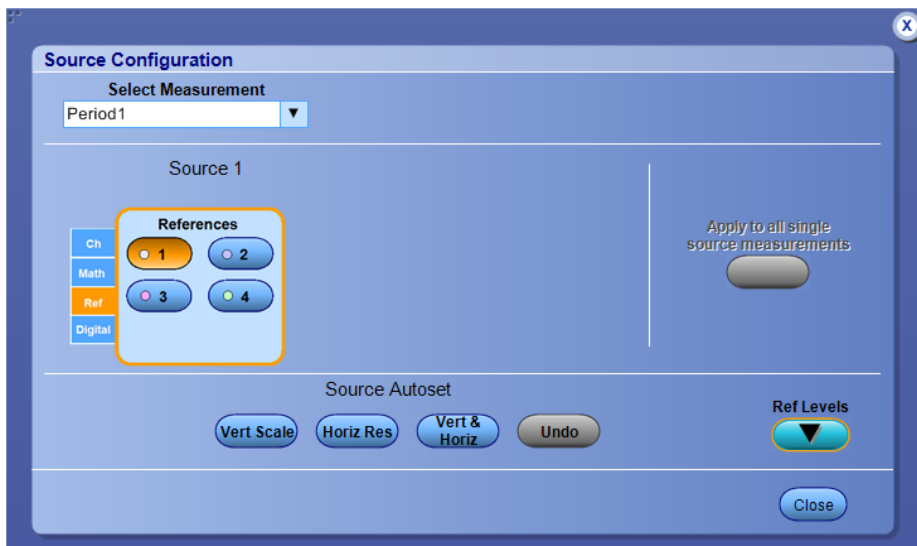 X
Source Configuration
Select Measurement
Period1
Source 1
References
Ch
Math
Ref
Digital
1
2
3
4
Apply to all single
source measurements
Source Autoset
Vert Scale
Horiz Res
Vert &
Horiz
Undo
Ref Levels
Close